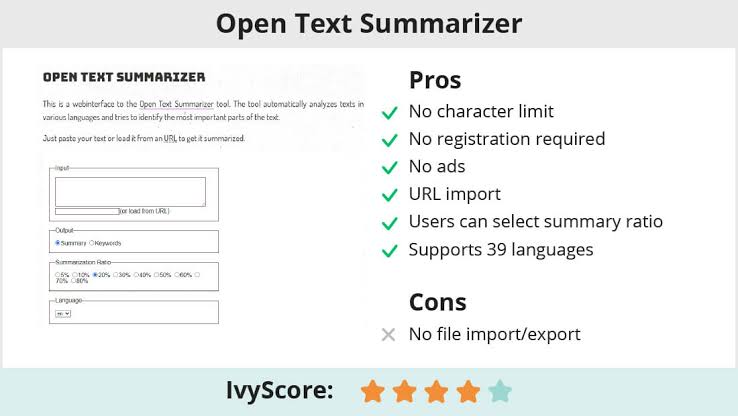 Open Text Summarizer
OPEN TEXT SUMMARIZER
This is a webinterface to the Open Text Summarizer tool. The tool automatically analyzes texts in
various languages and tries to identify the most important parts of the text.
Just paste your text or load it from an URL to get it summarized.
Input
(or load from URL)
Output
Summary Keywords
Summarization Ratio
5% 10% 20% 30% 40% 50% 60%
70% 80%
Language
en
Pros
No character limit
No registration required
No ads
URL import
Users can select summary ratio
Supports 39 languages
Cons
No file import/export
IvyScore: